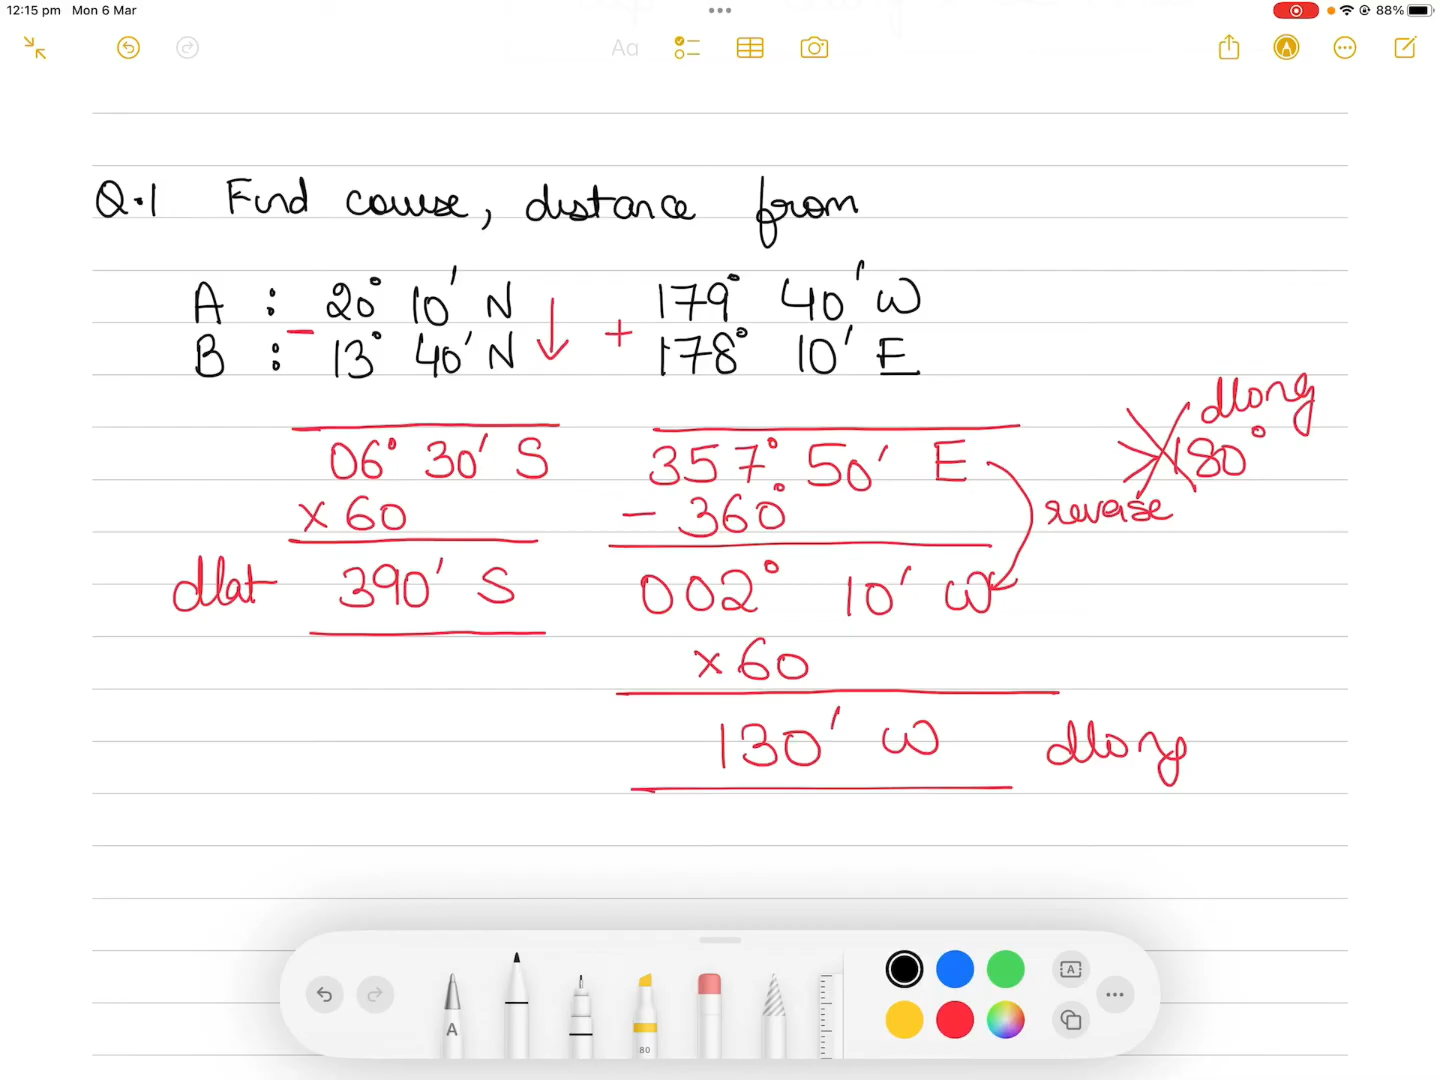 12:15 pm Mon 6 Mar
88%
Aa
Q.1 Find course, distance from
A : 20° 10' N 179° 40' W
− +
B : 13° 40' N 178° 10' E
dlong
180°
06° 30' S 357° 50' E
× 60 − 360° reverse
dlat 390' S 002° 10' W
× 60
130' W dlong
A
80
A